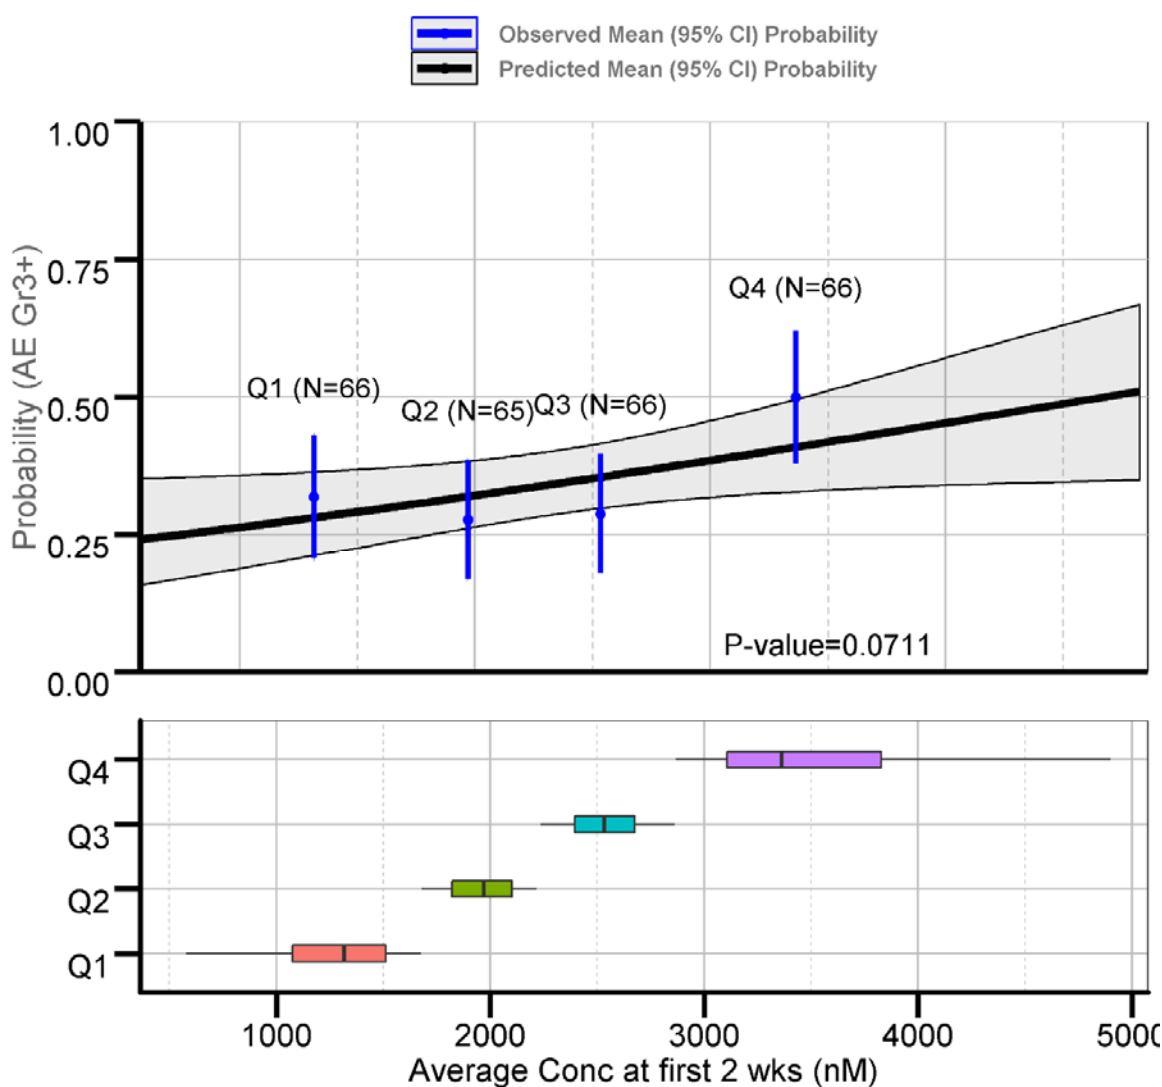 Observed Mean (95% CI) Probability
Predicted Mean (95% CI) Probability
1.00
0.75
0.50
0.25
0.00
Probability (AE Gr3+)
Q4 (N=66)
Q1 (N=66)
Q2 (N=65)
Q3 (N=66)
P-value=0.0711
Q4
Q3
Q2
Q1
1000
2000
3000
4000
5000
Average Conc at first 2 wks (nM)